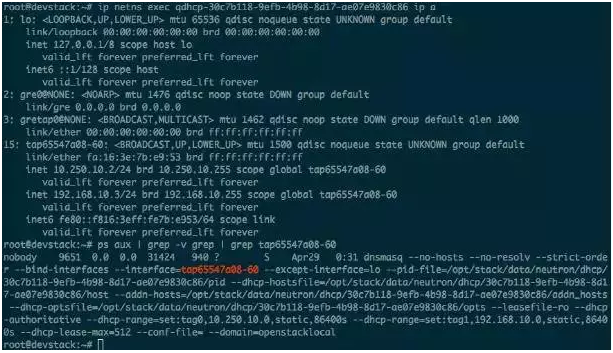 root@devstack:~# ip netns exec qdhcp-30c7b118-9efb-4b98-8d17-ae07e9830c86 ip a
1: lo: <LOOPBACK,UP,LOWER_UP> mtu 65536 qdisc noqueue state UNKNOWN group default
    link/loopback 00:00:00:00:00:00 brd 00:00:00:00:00:00
    inet 127.0.0.1/8 scope host lo
       valid_lft forever preferred_lft forever
    inet6 ::1/128 scope host
       valid_lft forever preferred_lft forever
2: gre0@NONE: <NOARP> mtu 1476 qdisc noop state DOWN group default
    link/gre 0.0.0.0 brd 0.0.0.0
3: gretap0@NONE: <BROADCAST,MULTICAST> mtu 1462 qdisc noop state DOWN group default qlen 1000
    link/ether 00:00:00:00:00:00 brd ff:ff:ff:ff:ff:ff
15: tap65547a08-60: <BROADCAST,UP,LOWER_UP> mtu 1500 qdisc noqueue state UNKNOWN group default
    link/ether fa:16:3e:7b:e9:53 brd ff:ff:ff:ff:ff:ff
    inet 10.250.10.2/24 brd 10.250.10.255 scope global tap65547a08-60
       valid_lft forever preferred_lft forever
    inet 192.168.10.3/24 brd 192.168.10.255 scope global tap65547a08-60
       valid_lft forever preferred_lft forever
    inet6 fe80::f816:3eff:fe7b:e953/64 scope link
       valid_lft forever preferred_lft forever
root@devstack:~# ps aux | grep -v grep | grep tap65547a08-60
nobody    9651  0.0  0.0  31424   940 ?        S    Apr29   0:31 dnsmasq --no-hosts --no-resolv --strict-orde
r --bind-interfaces --interface=tap65547a08-60 --except-interface=lo --pid-file=/opt/stack/data/neutron/dhcp/
30c7b118-9efb-4b98-8d17-ae07e9830c86/pid --dhcp-hostsfile=/opt/stack/data/neutron/dhcp/30c7b118-9efb-4b98-8d1
7-ae07e9830c86/host --addn-hosts=/opt/stack/data/neutron/dhcp/30c7b118-9efb-4b98-8d17-ae07e9830c86/addn_hosts
 --dhcp-optsfile=/opt/stack/data/neutron/dhcp/30c7b118-9efb-4b98-8d17-ae07e9830c86/opts --leasefile-ro --dhcp
-authoritative --dhcp-range=set:tag0,10.250.10.0,static,86400s --dhcp-range=set:tag1,192.168.10.0,static,8640
0s --dhcp-lease-max=512 --conf-file= --domain=openstacklocal
root@devstack:~#